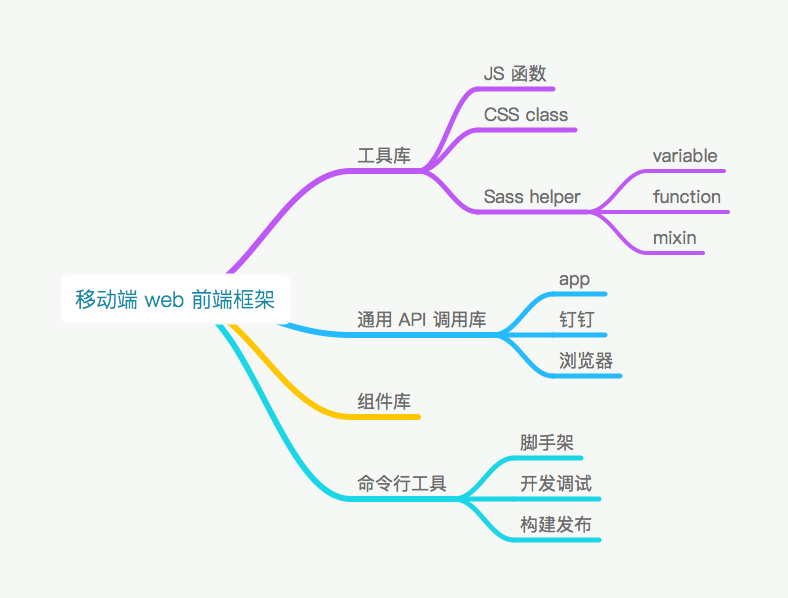 移动端 web 前端框架
工具库
JS 函数
CSS class
Sass helper
variable
function
mixin
通用 API 调用库
app
钉钉
浏览器
组件库
命令行工具
脚手架
开发调试
构建发布